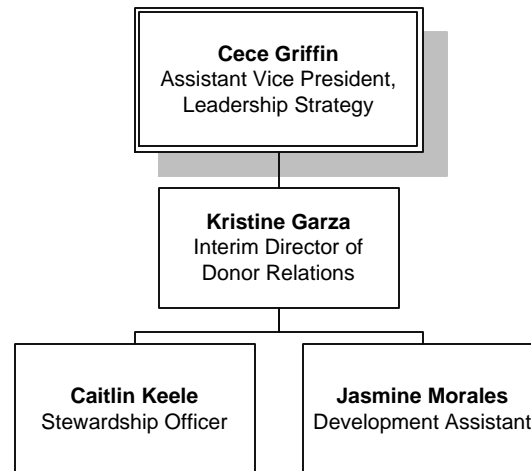 Cece Griffin
Assistant Vice President,
Leadership Strategy
Kristine Garza
Interim Director of
Donor Relations
Caitlin Keele
Stewardship Officer
Jasmine Morales
Development Assistant